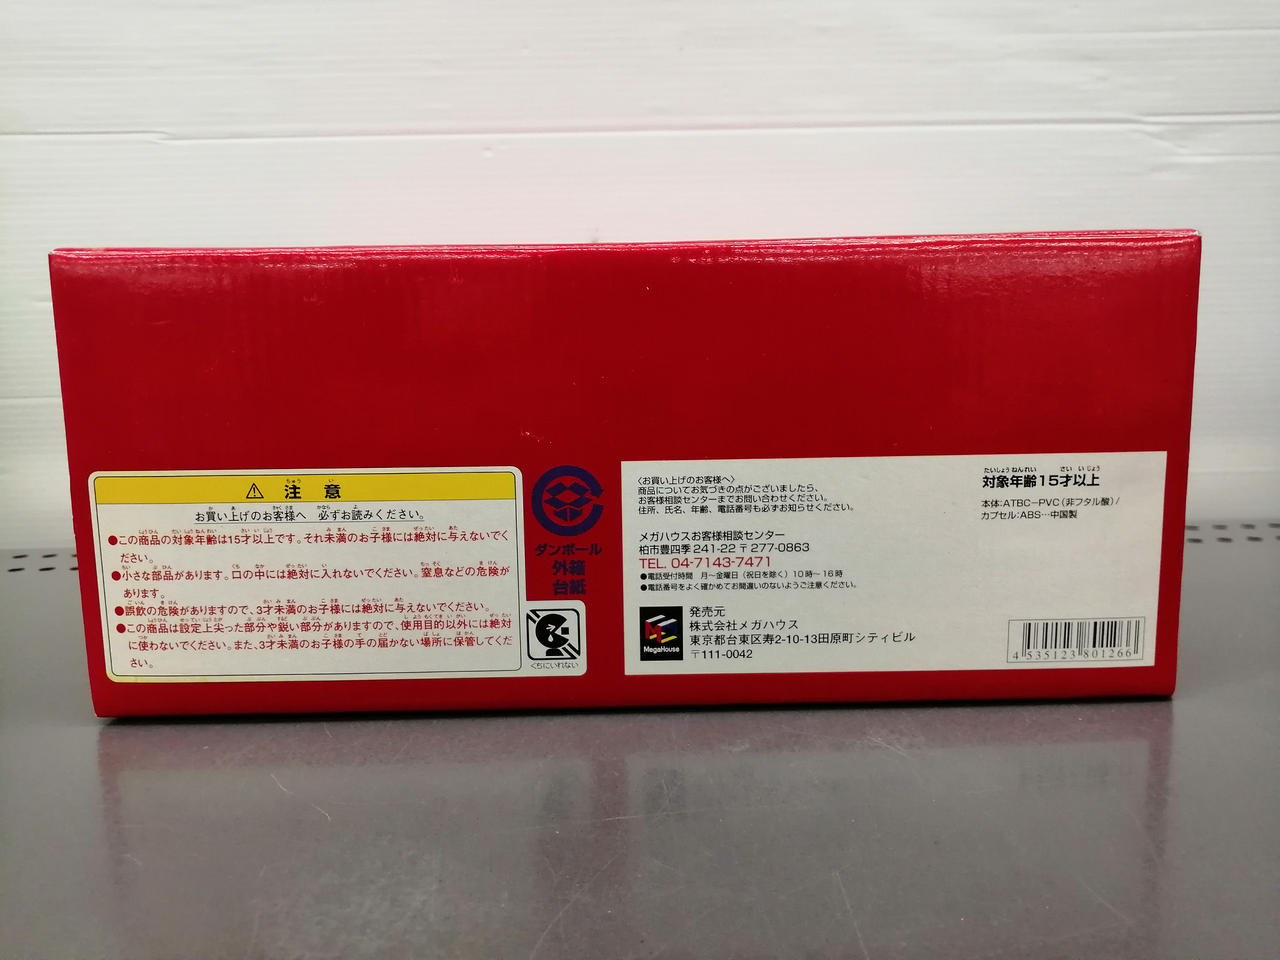 ⚠ 注意
お買い上げのお客様へ 必ずお読みください。
●この商品の対象年齢は15才以上です。それ未満のお子様には絶対に与えないでく
ださい。
●小さな部品があります。口の中には絶対に入れないでください。窒息などの危険が
あります。
●誤飲の危険がありますので、3才未満のお子様には絶対に与えないでください。
●この商品は設定上尖った部分や鋭い部分がありますので、使用目的以外には絶対
に使わないでください。また、3才未満のお子様の手の届かない場所に保管してくだ
さい。
くちにいれない
ダンボール
外箱
台紙
〈お買い上げのお客様へ〉
商品についてお気づきの点がございましたら、
お客様相談センターまでお問い合わせください。
住所、氏名、年齢、電話番号も必ずお知らせください。
メガハウスお客様相談センター
柏市豊四季241-22 〒277-0863
TEL. 04-7143-7471
●電話受付時間 月〜金曜日(祝日を除く)10時〜16時
●電話番号をよく確かめてお間違いのないようご注意ください。
MegaHouse
発売元
株式会社メガハウス
東京都台東区寿2-10-13田原町シティビル
〒111-0042
対象年齢15才以上
本体:ATBC-PVC(非フタル酸)/
カプセル:ABS…中国製
4 535123 801266